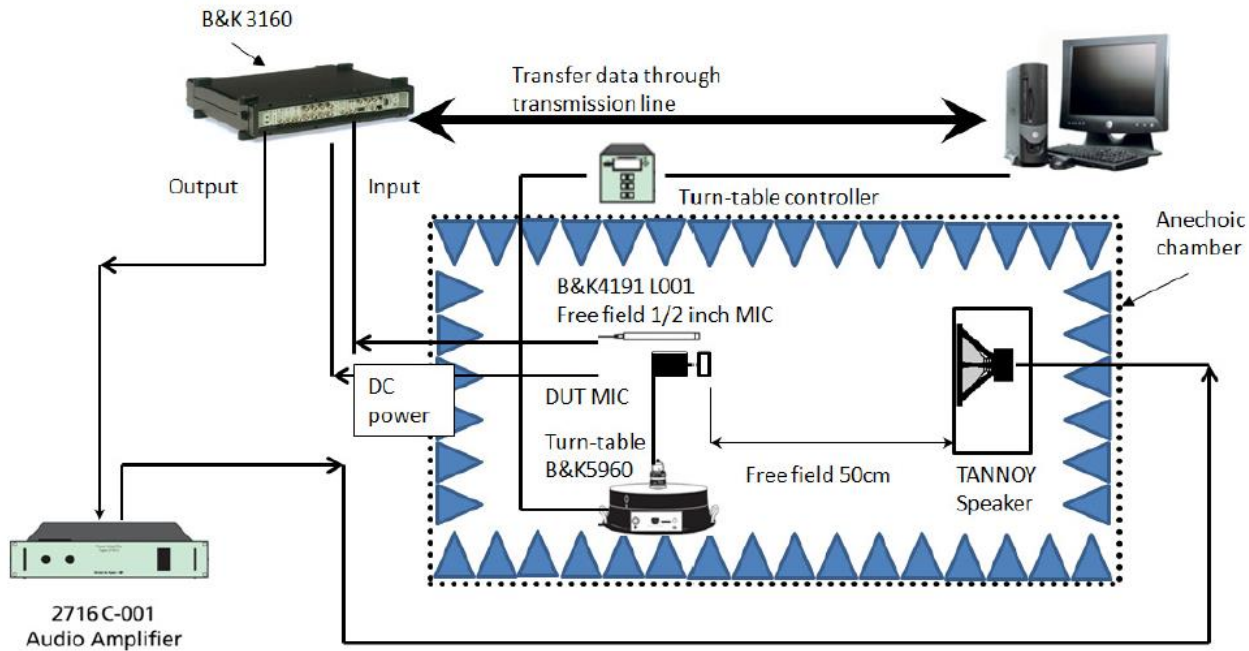 B&K 3160
Transfer data through
transmission line
Output
Input
Turn-table controller
Anechoic
chamber
B&K4191 L001
Free field 1/2 inch MIC
DC
power
DUT MIC
Turn-table
B&K5960
Free field 50cm
TANNOY
Speaker
2716 C-001
Audio Amplifier